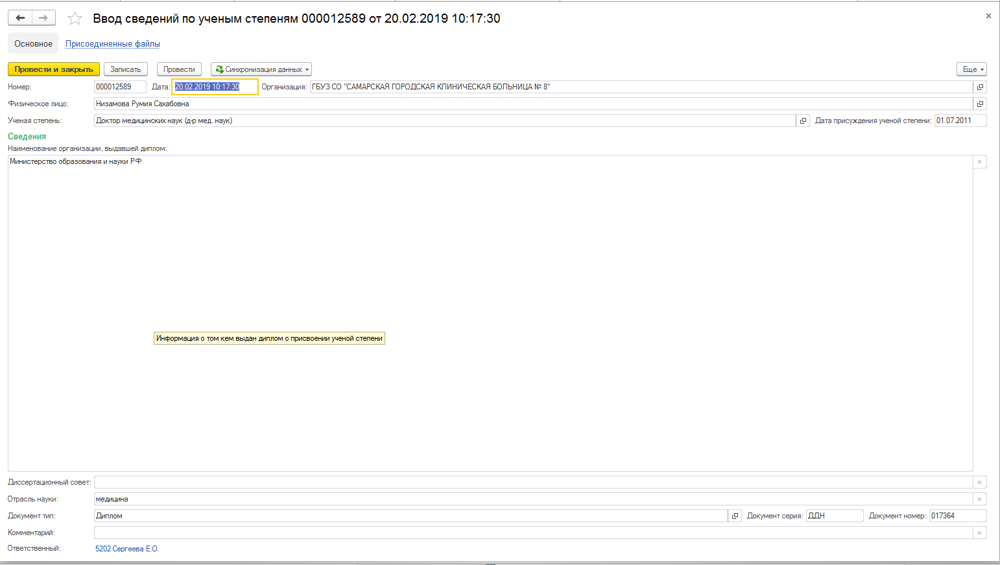 Ввод сведений по ученым степеням 000012589 от 20.02.2019 10:17:30
Основное Присоединенные файлы
Провести и закрыть Записать Провести Синхронизация данных Еще
Номер: 000012589 Дата: 20.02.2019 10:17:30 Организация: ГБУЗ СО "САМАРСКАЯ ГОРОДСКАЯ КЛИНИЧЕСКАЯ БОЛЬНИЦА № 8"
Физическое лицо: Низамова Румия Сахабовна
Ученая степень: Доктор медицинских наук (д-р мед. наук) Дата присуждения ученой степени: 01.07.2011
Сведения
Наименование организации, выдавшей диплом:
Министерство образования и науки РФ
Информация о том кем выдан диплом о присвоении ученой степени
Диссертационный совет:
Отрасль науки: медицина
Документ тип: Диплом Документ серия: ДДН Документ номер: 017364
Комментарий:
Ответственный: 5202 Сергеева Е.О.